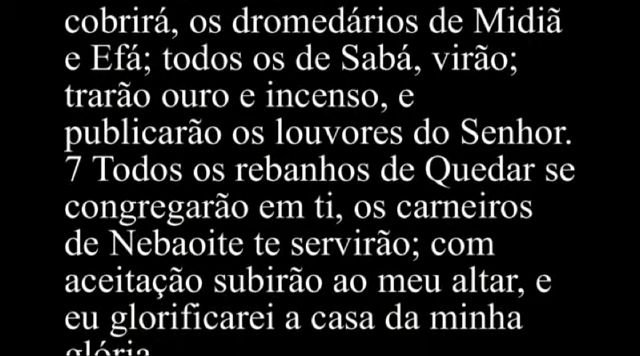 cobrirá, os dromedários de Midiã
e Efá; todos os de Sabá, virão;
trarão ouro e incenso, e
publicarão os louvores do Senhor.
7 Todos os rebanhos de Quedar se
congregarão em ti, os carneiros
de Nebaoite te servirão; com
aceitação subirão ao meu altar, e
eu glorificarei a casa da minha
glória